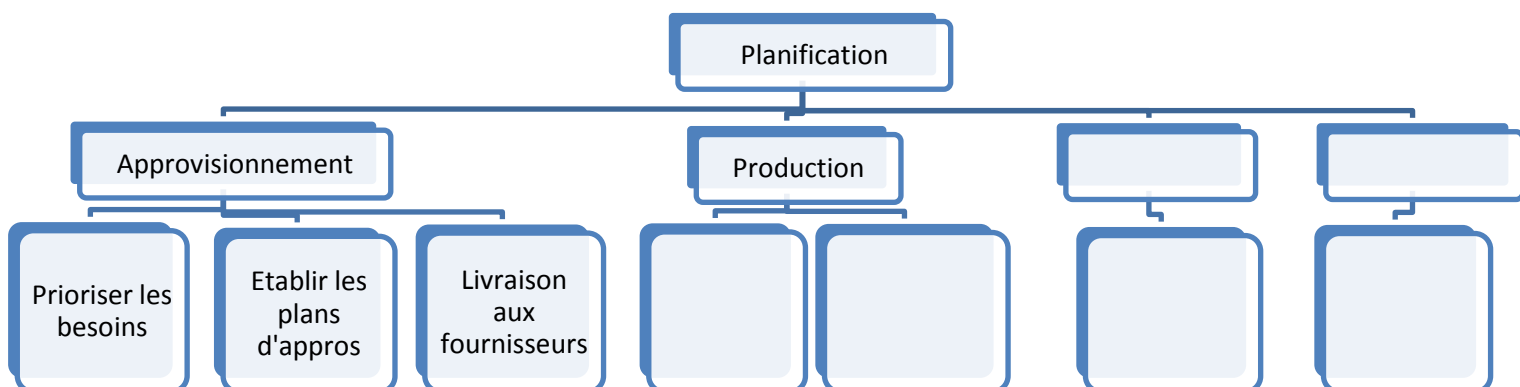 Planification
Approvisionnement
Production
Prioriser les
besoins
Etablir les
plans
d'appros
Livraison
aux
fournisseurs